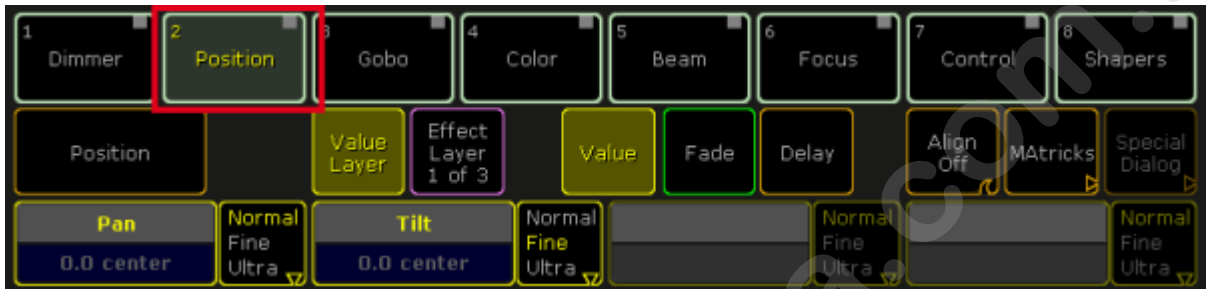 1 Dimmer
2 Position
3 Gobo
4 Color
5 Beam
6 Focus
7 Control
8 Shapers
Position
Value
Layer
Effect
Layer
1 of 3
Value
Fade
Delay
Align
Off
MAtricks
Special
Dialog
Pan
0.0 center
Normal
Fine
Ultra
Tilt
0.0 center
Normal
Fine
Ultra
Normal
Fine
Ultra
Normal
Fine
Ultra